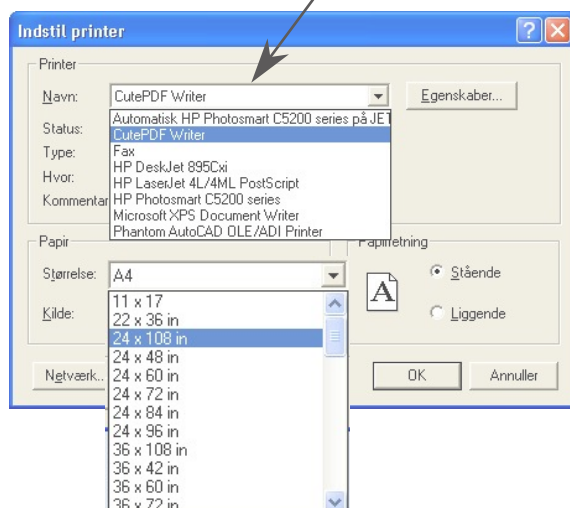 Indstil printer
Printer
Navn: CutePDF Writer Egenskaber...
Status: Automatisk HP Photosmart C5200 series på JET
CutePDF Writer
Type: Fax
HP DeskJet 895Cxi
Hvor: HP LaserJet 4L/4ML PostScript
Kommentar HP Photosmart C5200 series
Microsoft XPS Document Writer
Phantom AutoCAD OLE/ADI Printer
Papir Papirretning
Størrelse: A4 Stående
11 x 17
Kilde: 22 x 36 in Liggende
24 x 108 in
24 x 48 in
Netværk.. 24 x 60 in OK Annuller
24 x 72 in
24 x 84 in
24 x 96 in
36 x 108 in
36 x 42 in
36 x 60 in
36 x 72 in